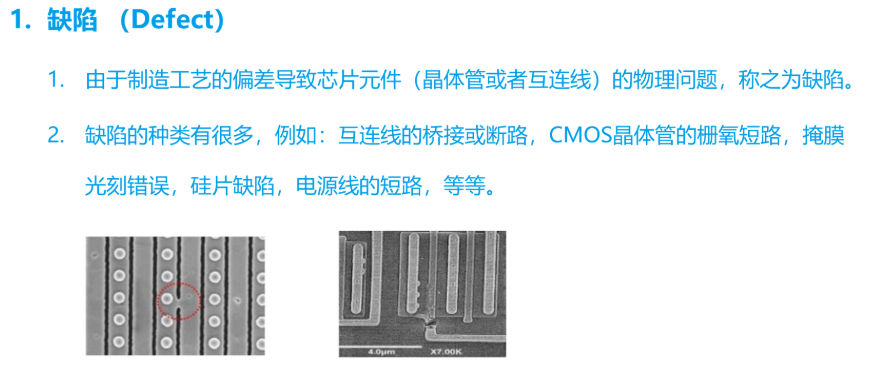 1. 缺陷 （Defect）
1. 由于制造工艺的偏差导致芯片元件（晶体管或者互连线）的物理问题，称之为缺陷。
2. 缺陷的种类有很多，例如：互连线的桥接或断路，CMOS晶体管的栅氧短路，掩膜
光刻错误，硅片缺陷，电源线的短路，等等。
4.0μm X7.00K